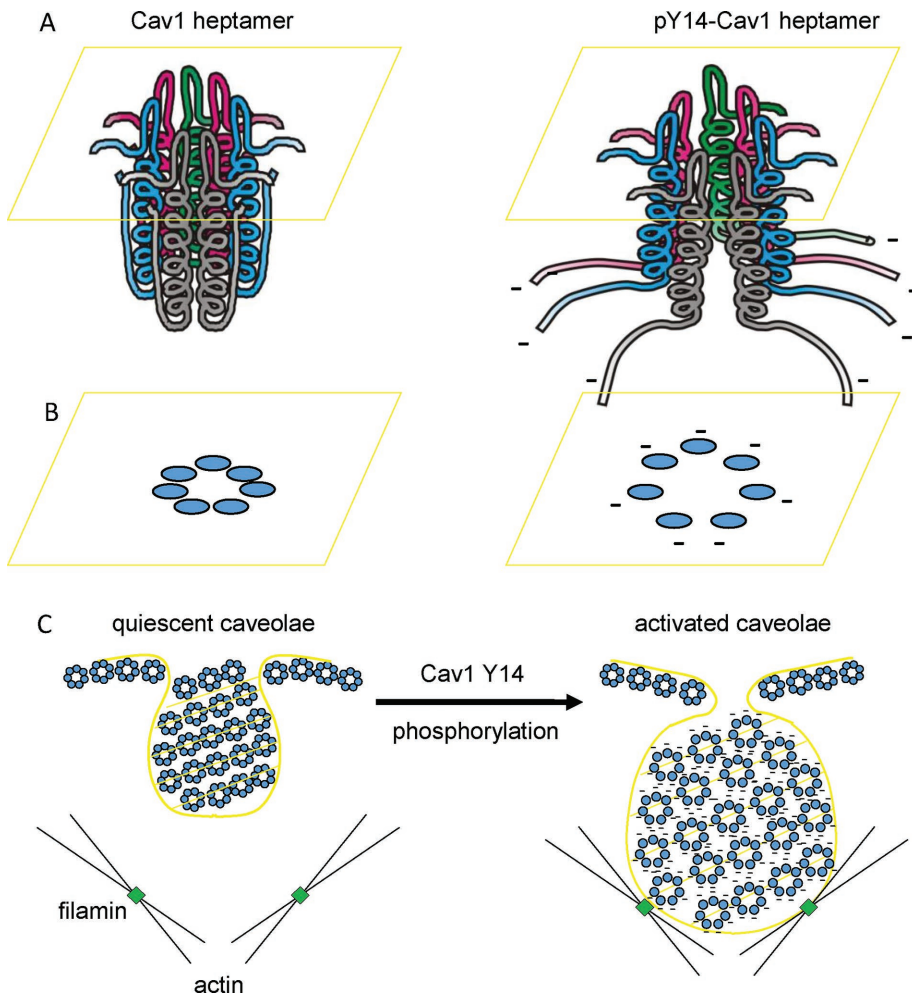 A
Cav1 heptamer
pY14-Cav1 heptamer
B
C
quiescent caveolae
activated caveolae
Cav1 Y14
phosphorylation
filamin
actin